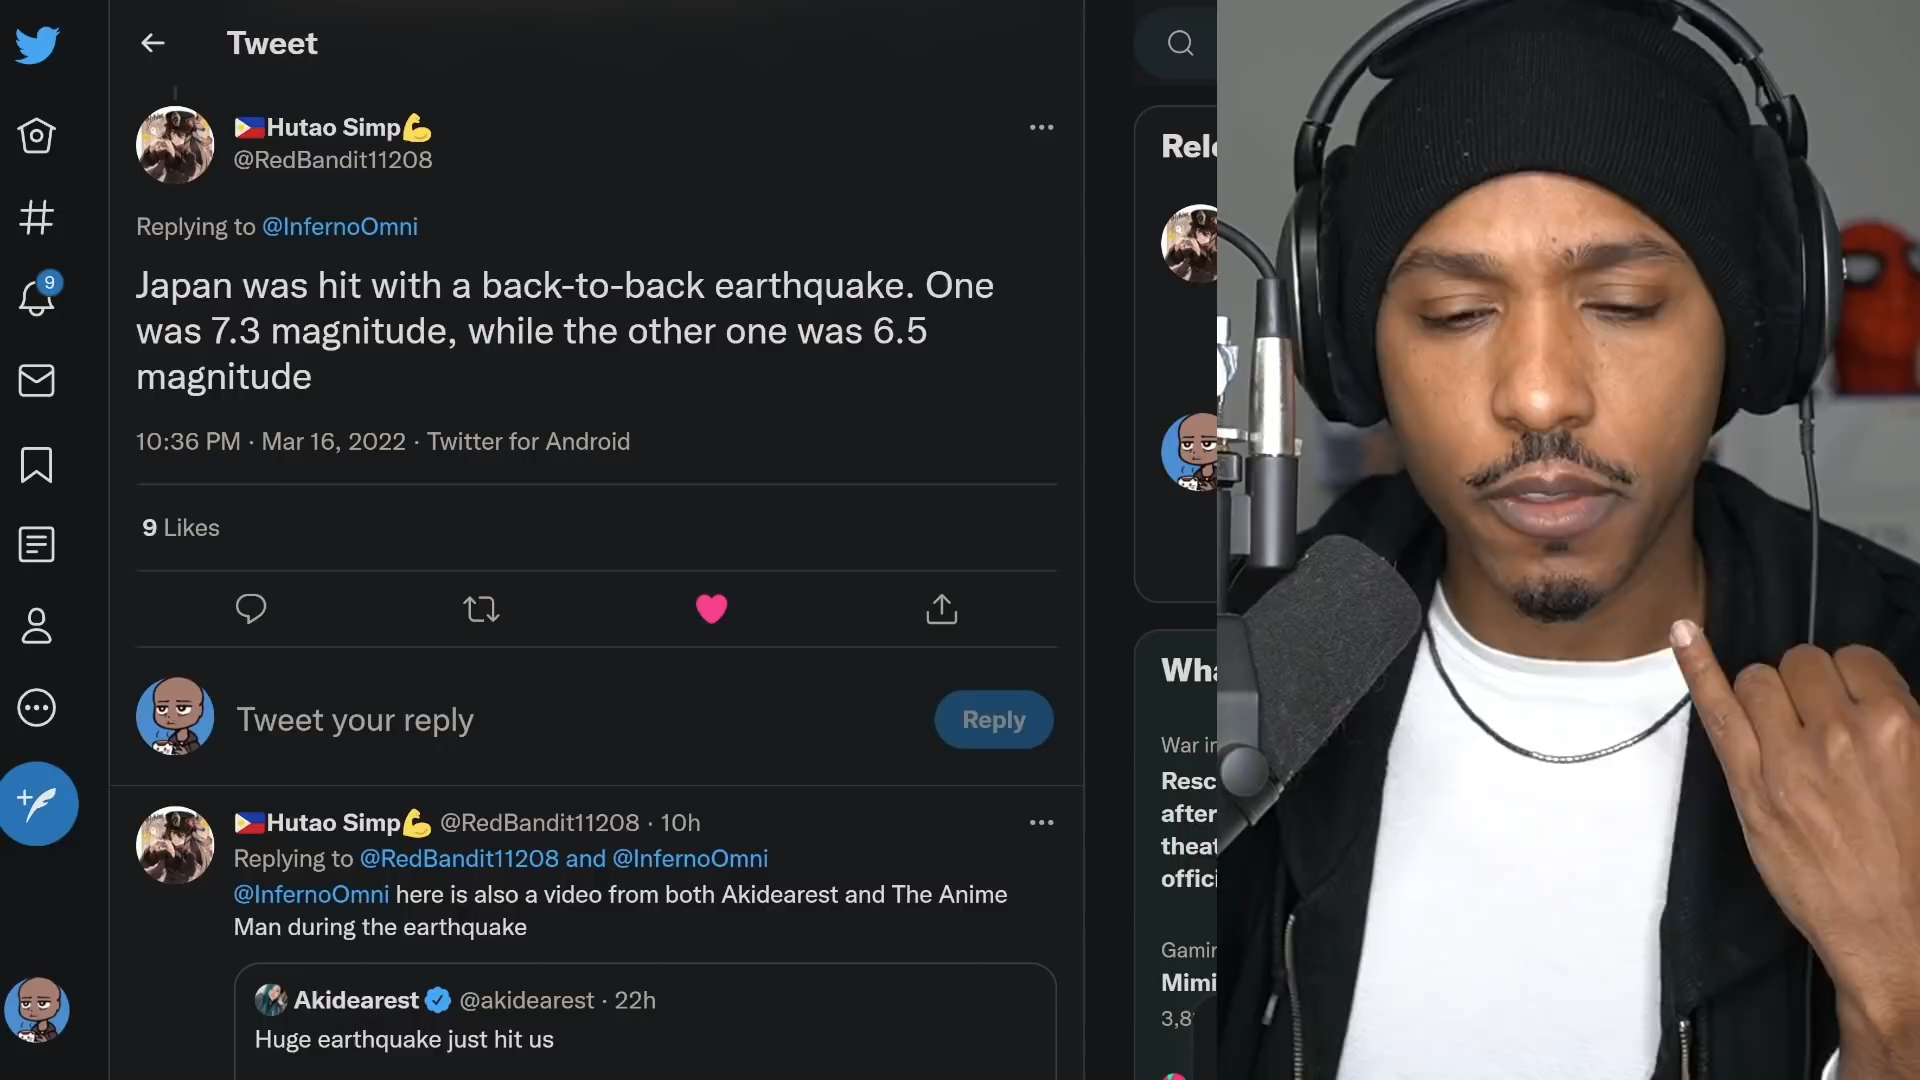 Tweet
Hutao Simp
@RedBandit11208
Replying to @InfernoOmni
Japan was hit with a back-to-back earthquake. One
was 7.3 magnitude, while the other one was 6.5
magnitude
10:36 PM · Mar 16, 2022 · Twitter for Android
9 Likes
Tweet your reply
Reply
Hutao Simp @RedBandit11208 · 10h
Replying to @RedBandit11208 and @InfernoOmni
@InfernoOmni here is also a video from both Akidearest and The Anime
Man during the earthquake
Akidearest @akidearest · 22h
Huge earthquake just hit us
9
War in
after